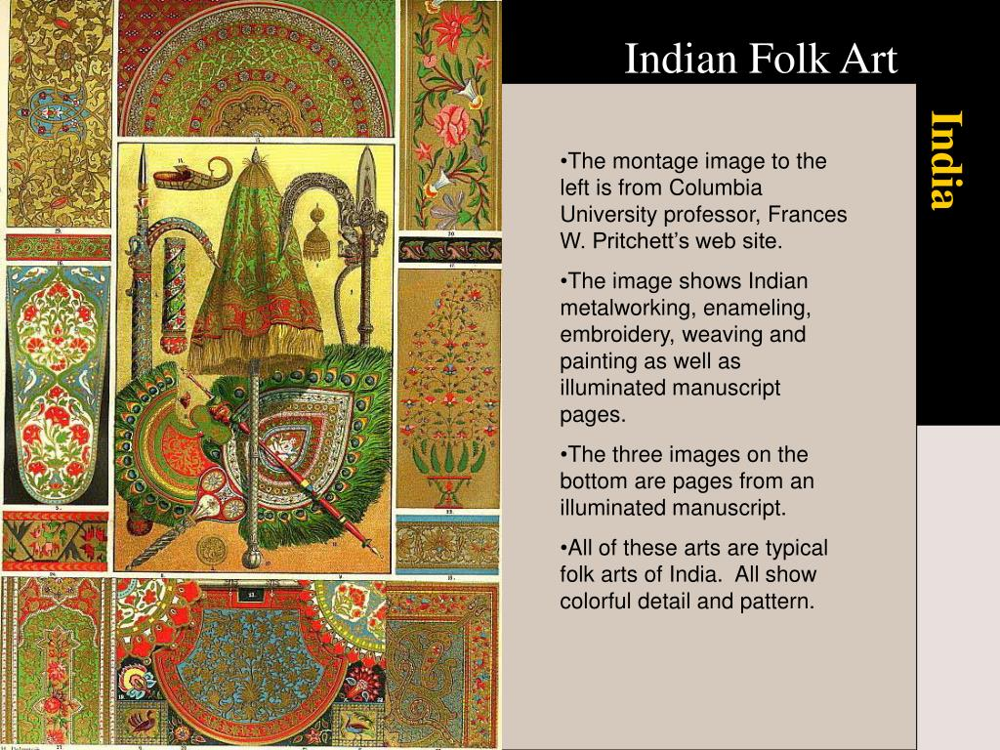 Indian Folk Art
India
•The montage image to the
left is from Columbia
University professor, Frances
W. Pritchett’s web site.
•The image shows Indian
metalworking, enameling,
embroidery, weaving and
painting as well as
illuminated manuscript
pages.
•The three images on the
bottom are pages from an
illuminated manuscript.
•All of these arts are typical
folk arts of India.  All show
colorful detail and pattern.